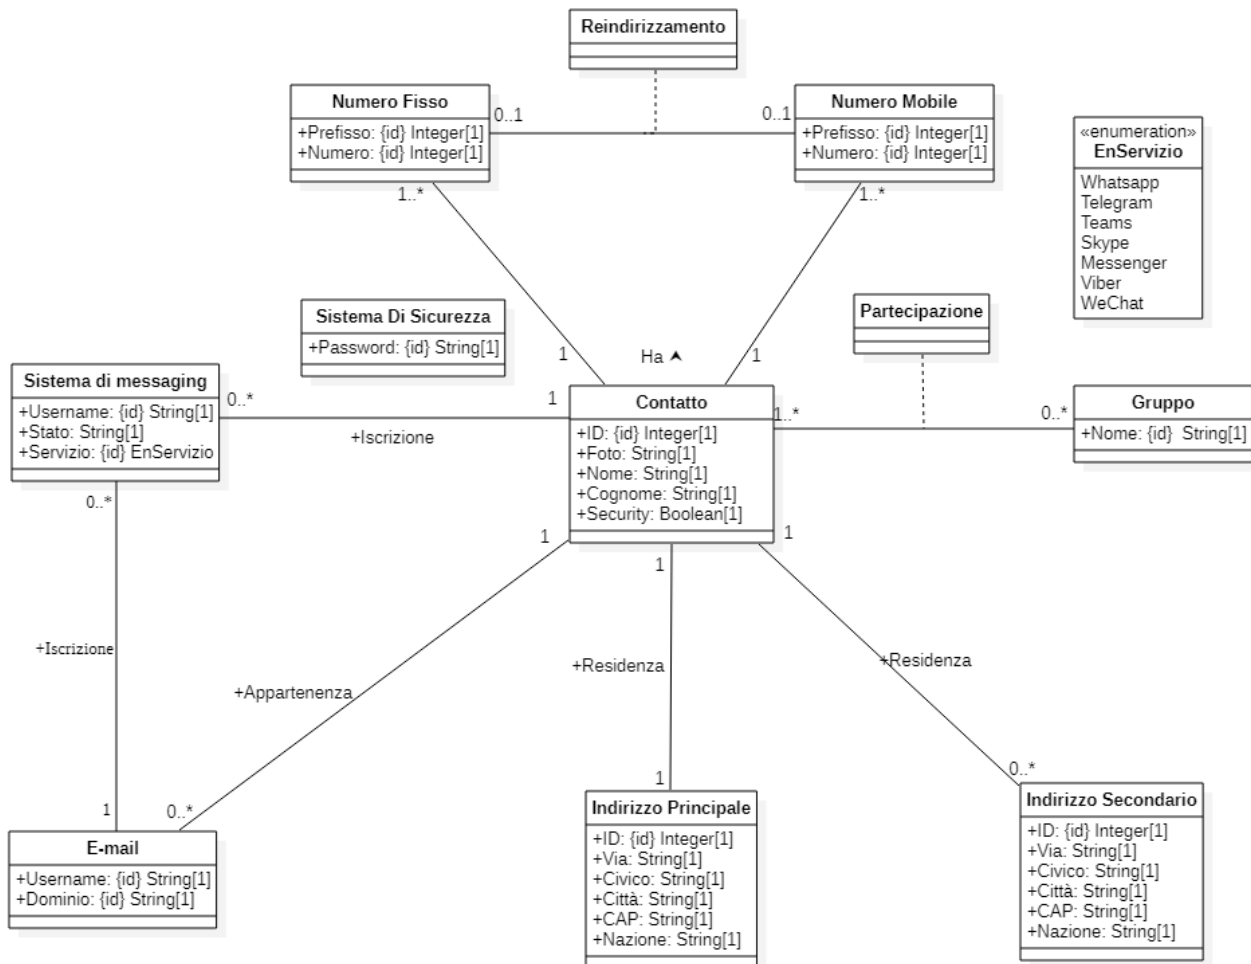 Reindirizzamento
Numero Fisso
+Prefisso: {id} Integer[1]
+Numero: {id} Integer[1]
0..1
0..1
Numero Mobile
+Prefisso: {id} Integer[1]
+Numero: {id} Integer[1]
«enumeration»
EnServizio
Whatsapp
Telegram
Teams
Skype
Messenger
Viber
WeChat
1..*
1..*
Sistema Di Sicurezza
+Password: {id} String[1]
Partecipazione
1
Ha
1
Sistema di messaging
+Username: {id} String[1]
+Stato: String[1]
+Servizio: {id} EnServizio
0..*
1
+Iscrizione
Contatto
+ID: {id} Integer[1]
+Foto: String[1]
+Nome: String[1]
+Cognome: String[1]
+Security: Boolean[1]
1..*
0..*
Gruppo
+Nome: {id} String[1]
0..*
1
1
1
+Iscrizione
+Appartenenza
+Residenza
+Residenza
1
0..*
1
0..*
E-mail
+Username: {id} String[1]
+Dominio: {id} String[1]
Indirizzo Principale
+ID: {id} Integer[1]
+Via: String[1]
+Civico: String[1]
+Città: String[1]
+CAP: String[1]
+Nazione: String[1]
Indirizzo Secondario
+ID: {id} Integer[1]
+Via: String[1]
+Civico: String[1]
+Città: String[1]
+CAP: String[1]
+Nazione: String[1]